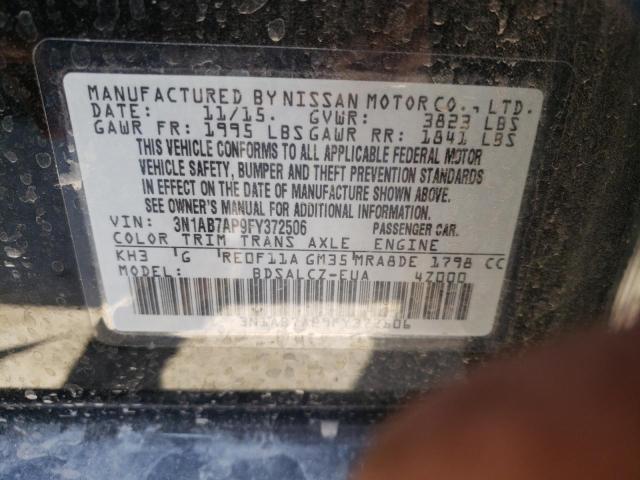 MANUFACTURED BY NISSAN MOTOR CO., LTD.
DATE: 11/15. GVWR: 3823 LBS
GAWR FR: 1995 LBS GAWR RR: 1841 LBS
THIS VEHICLE CONFORMS TO ALL APPLICABLE FEDERAL MOTOR
VEHICLE SAFETY, BUMPER AND THEFT PREVENTION STANDARDS
IN EFFECT ON THE DATE OF MANUFACTURE SHOWN ABOVE.
SEE OWNER'S MANUAL FOR ADDITIONAL INFORMATION.
VIN: 3N1AB7AP9FY372506 PASSENGER CAR.
COLOR TRIM TRANS AXLE ENGINE
KH3 G RE0F11A GM35 MRA8DE 1798 CC
BDSALCZ-EUA 4Z000
3N1AB7AP9FY372506